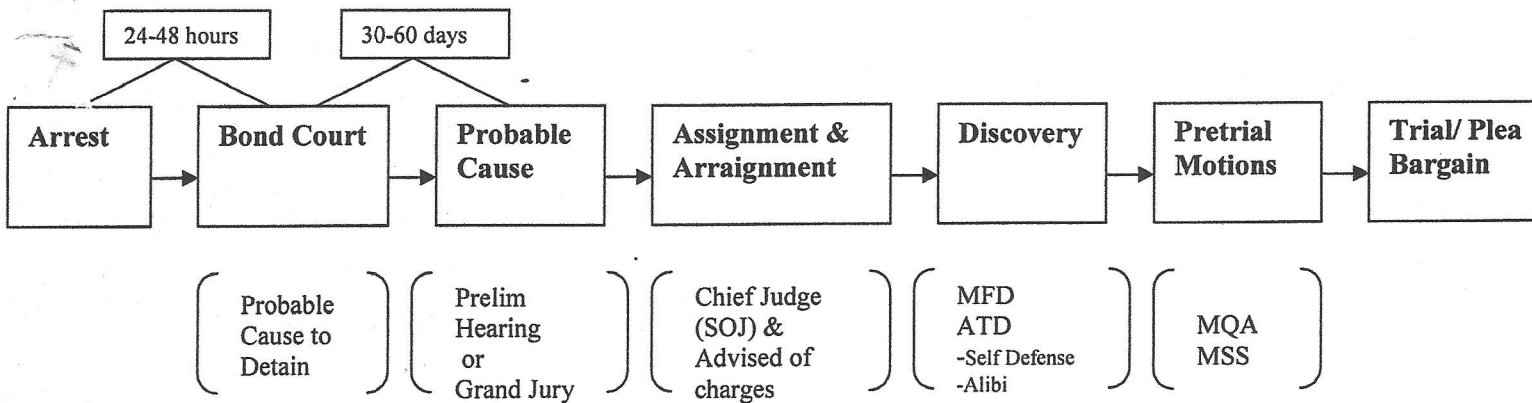 24-48 hours
30-60 days
Arrest
Bond Court
Probable
Cause
Assignment &
Arraignment
Discovery
Pretrial
Motions
Trial/ Plea
Bargain
Probable
Cause to
Detain
Prelim
Hearing
or
Grand Jury
Chief Judge
(SOJ) &
Advised of
charges
MFD
ATD
-Self Defense
-Alibi
MQA
MSS